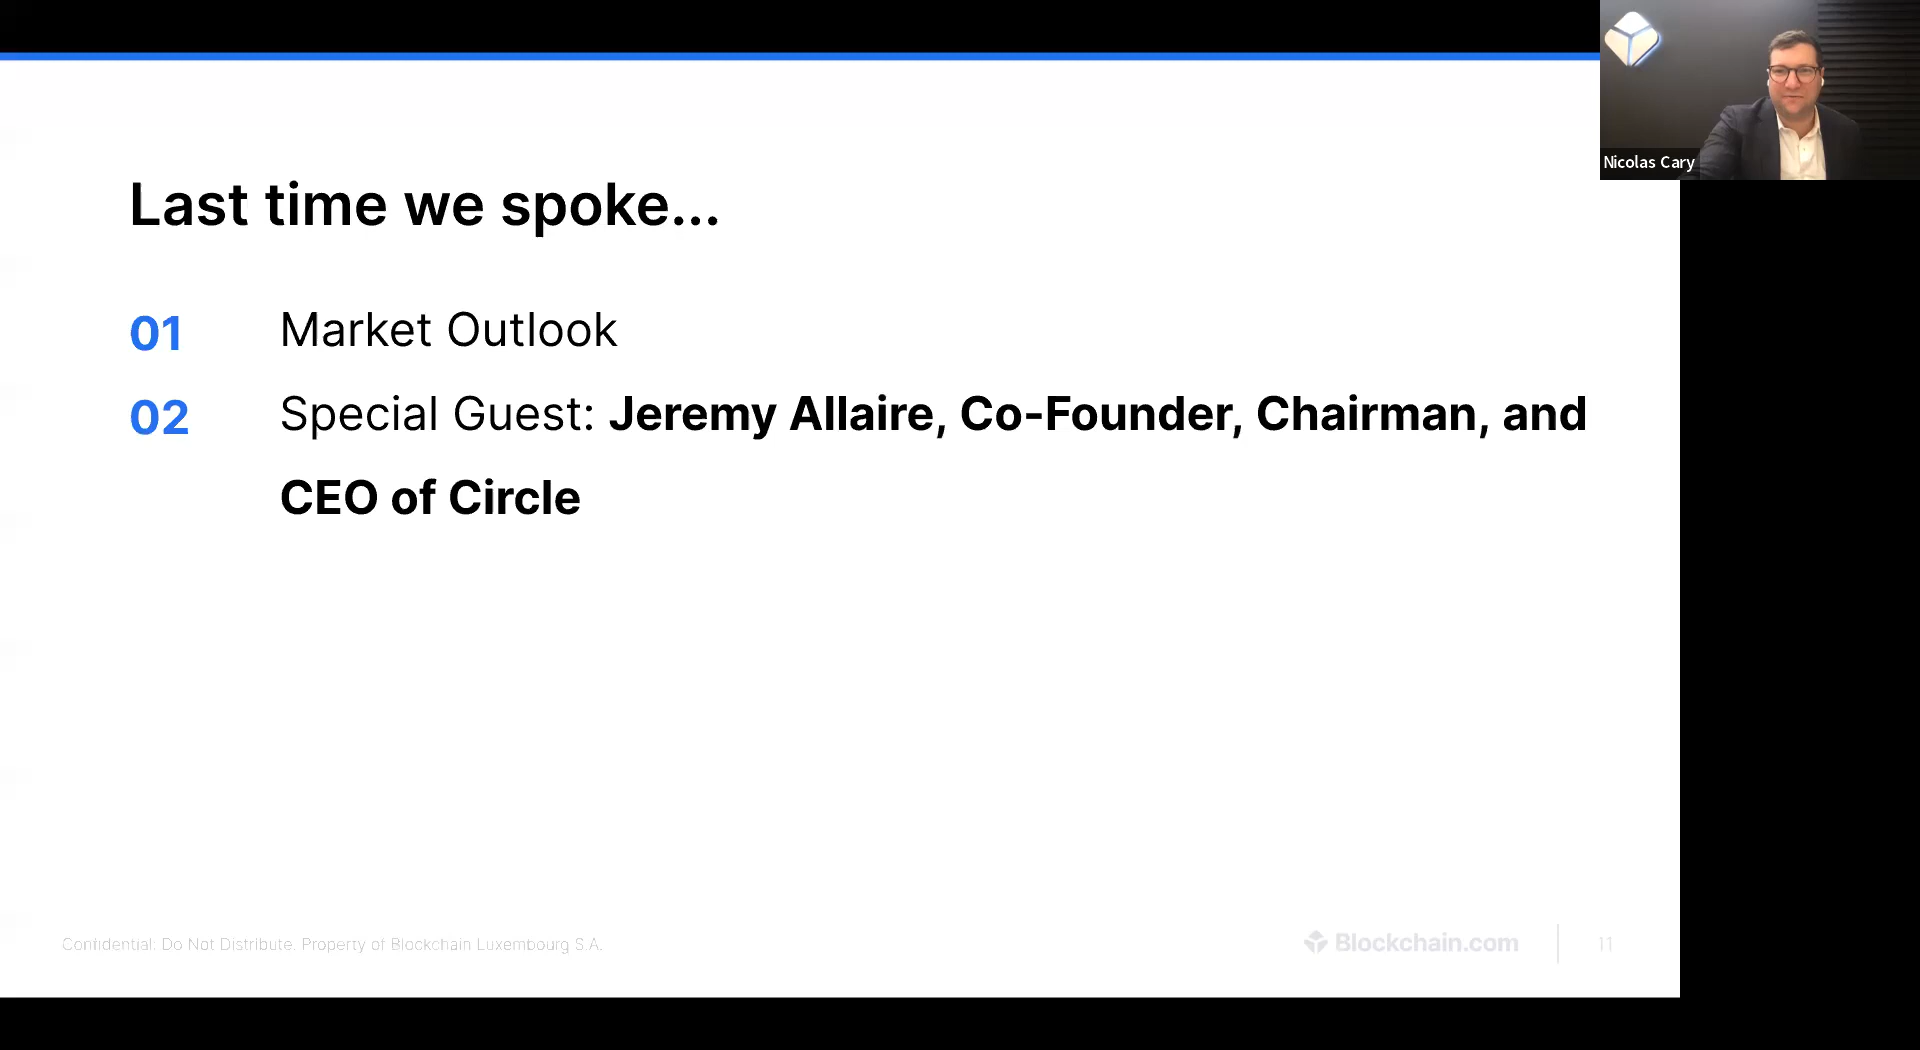 Last time we spoke...
01 Market Outlook
02 Special Guest: Jeremy Allaire, Co-Founder, Chairman, and
CEO of Circle
Confidential: Do Not Distribute. Property of Blockchain Luxembourg S.A.
Blockchain.com
11
Nicolas Cary